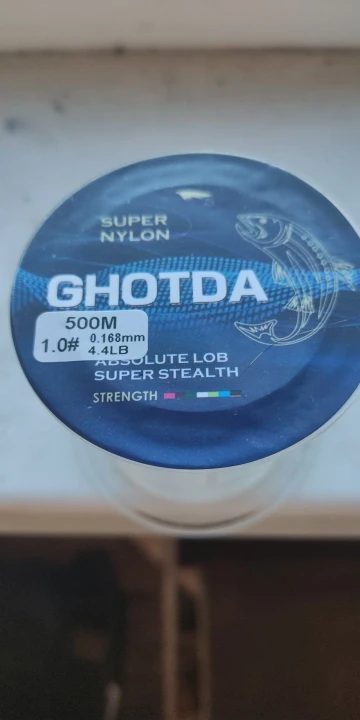 SUPER
NYLON
GHOTDA
500M
1.0# 0.168mm
4.4LB
ABSOLUTE LOB
SUPER STEALTH
STRENGTH